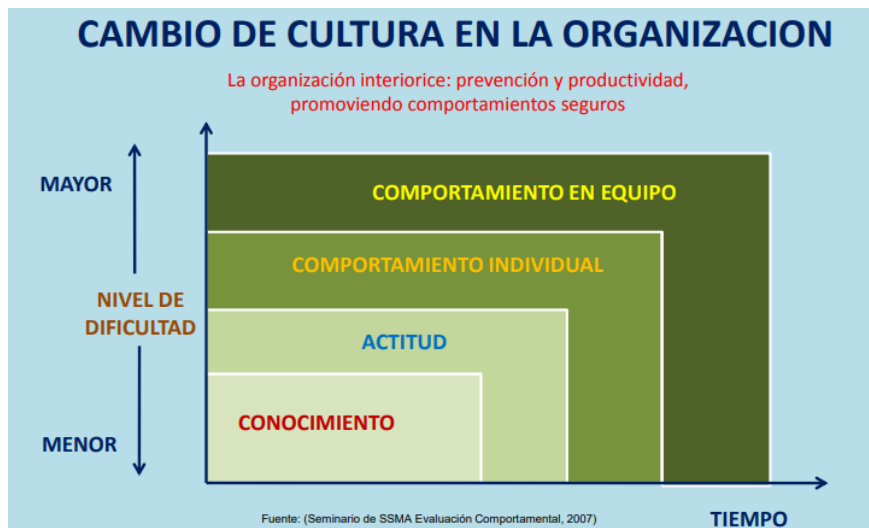 CAMBIO DE CULTURA EN LA ORGANIZACION
La organización interiorice: prevención y productividad,
promoviendo comportamientos seguros
MAYOR
COMPORTAMIENTO EN EQUIPO
COMPORTAMIENTO INDIVIDUAL
NIVEL DE
DIFICULTAD
ACTITUD
CONOCIMIENTO
MENOR
Fuente: (Seminario de SSMA Evaluación Comportamental, 2007)
TIEMPO